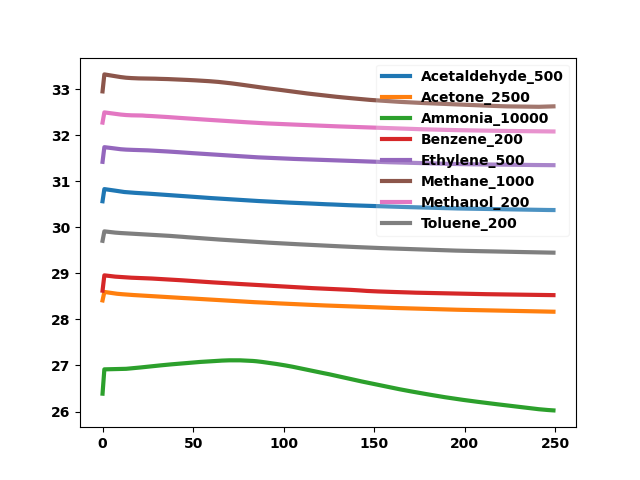 33
32
31
30
29
28
27
26
0 50 100 150 200 250
Acetaldehyde_500
Acetone_2500
Ammonia_10000
Benzene_200
Ethylene_500
Methane_1000
Methanol_200
Toluene_200